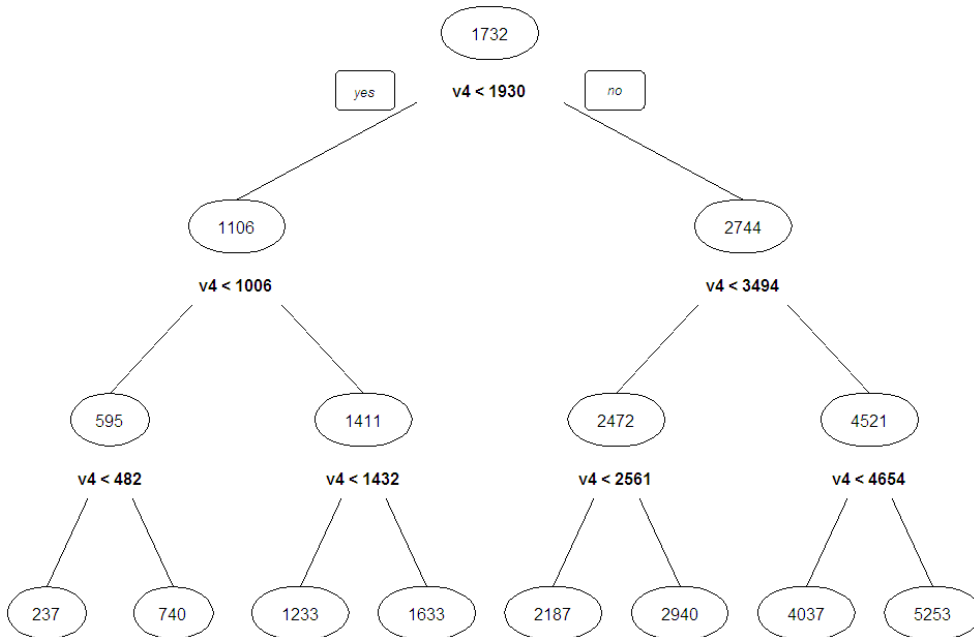 1732
yes
v4 < 1930
no
1106
2744
v4 < 1006
v4 < 3494
595
1411
2472
4521
v4 < 482
v4 < 1432
v4 < 2561
v4 < 4654
237
740
1233
1633
2187
2940
4037
5253